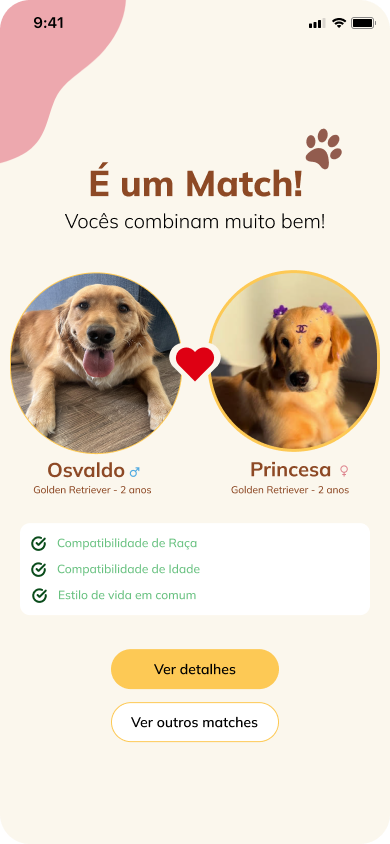 9:41
É um Match!
Vocês combinam muito bem!
Osvaldo
Princesa
Golden Retriever - 2 anos
Golden Retriever - 2 anos
Compatibilidade de Raça
Compatibilidade de Idade
Estilo de vida em comum
Ver detalhes
Ver outros matches